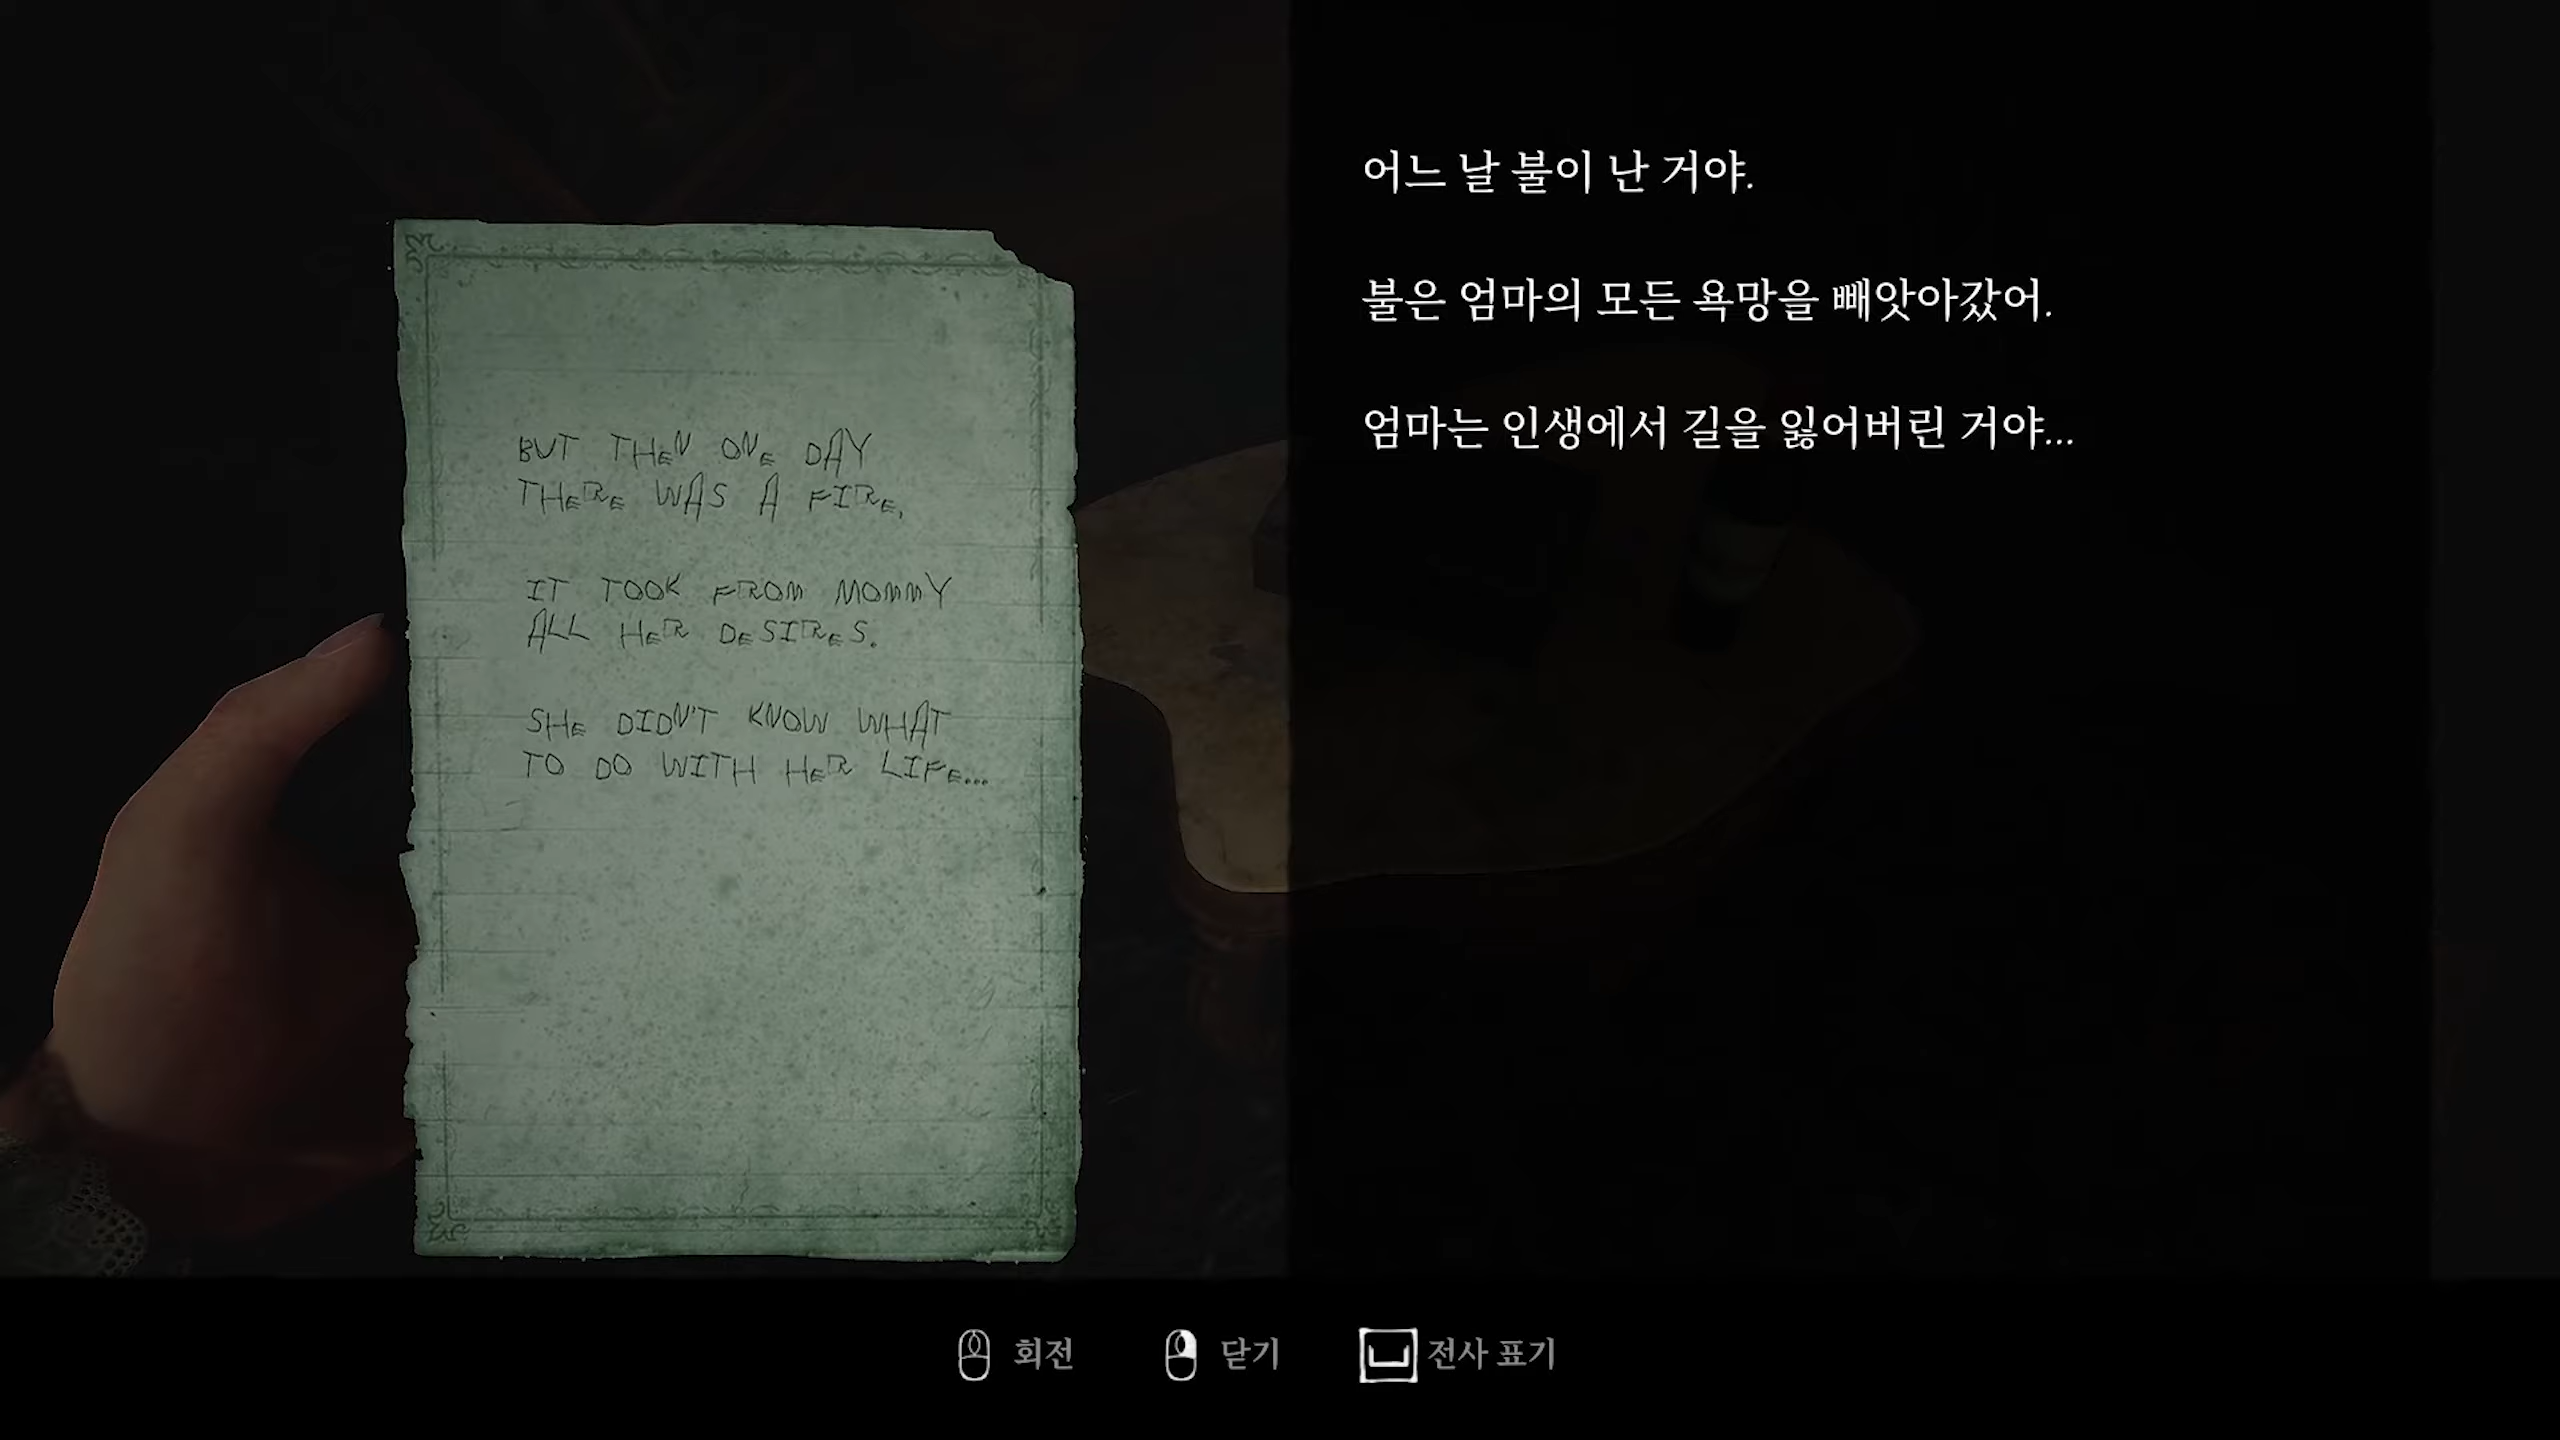 BUT THEN ONE DAY
THERE WAS A FIRE,
IT TOOK FROM MOMMY
ALL HER DESIRES.
SHE DIDN'T KNOW WHAT
TO DO WITH HER LIFE...
어느 날 불이 난 거야.
불은 엄마의 모든 욕망을 빼앗아갔어.
엄마는 인생에서 길을 잃어버린 거야...
회전
닫기
전사 표기